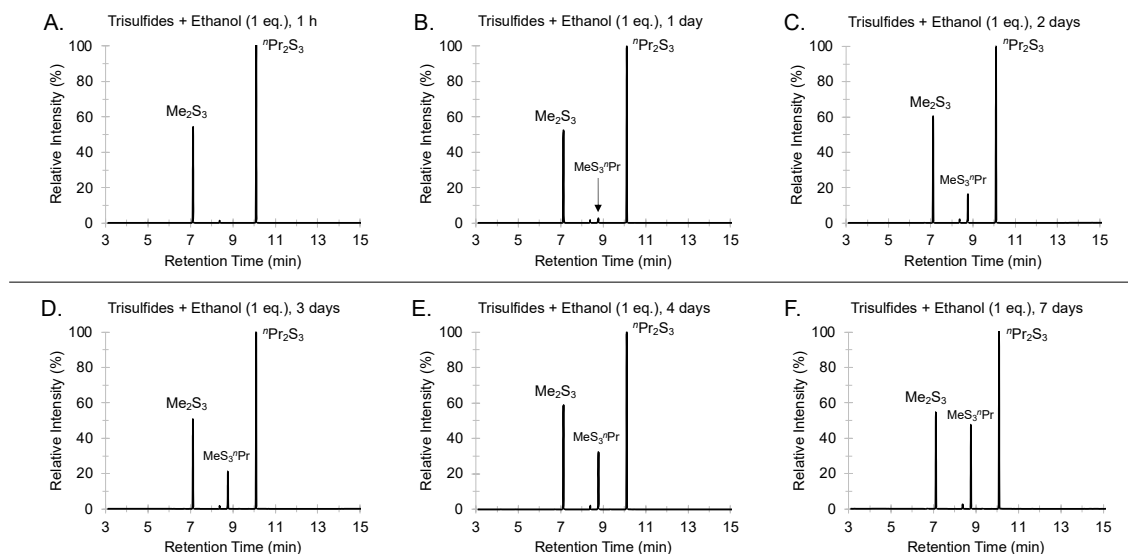 A. Trisulfides + Ethanol (1 eq.), 1 h
Relative Intensity (%)
100
80
60
40
20
0
Me₂S₃
ⁿPr₂S₃
3 5 7 9 11 13 15
Retention Time (min)
B. Trisulfides + Ethanol (1 eq.), 1 day
Relative Intensity (%)
100
80
60
40
20
0
Me₂S₃
MeS₃ⁿPr
ⁿPr₂S₃
3 5 7 9 11 13 15
Retention Time (min)
C. Trisulfides + Ethanol (1 eq.), 2 days
Relative Intensity (%)
100
80
60
40
20
0
Me₂S₃
MeS₃ⁿPr
ⁿPr₂S₃
3 5 7 9 11 13 15
Retention Time (min)
D. Trisulfides + Ethanol (1 eq.), 3 days
Relative Intensity (%)
100
80
60
40
20
0
Me₂S₃
MeS₃ⁿPr
ⁿPr₂S₃
3 5 7 9 11 13 15
Retention Time (min)
E. Trisulfides + Ethanol (1 eq.), 4 days
Relative Intensity (%)
100
80
60
40
20
0
Me₂S₃
MeS₃ⁿPr
ⁿPr₂S₃
3 5 7 9 11 13 15
Retention Time (min)
F. Trisulfides + Ethanol (1 eq.), 7 days
Relative Intensity (%)
100
80
60
40
20
0
Me₂S₃
MeS₃ⁿPr
ⁿPr₂S₃
3 5 7 9 11 13 15
Retention Time (min)